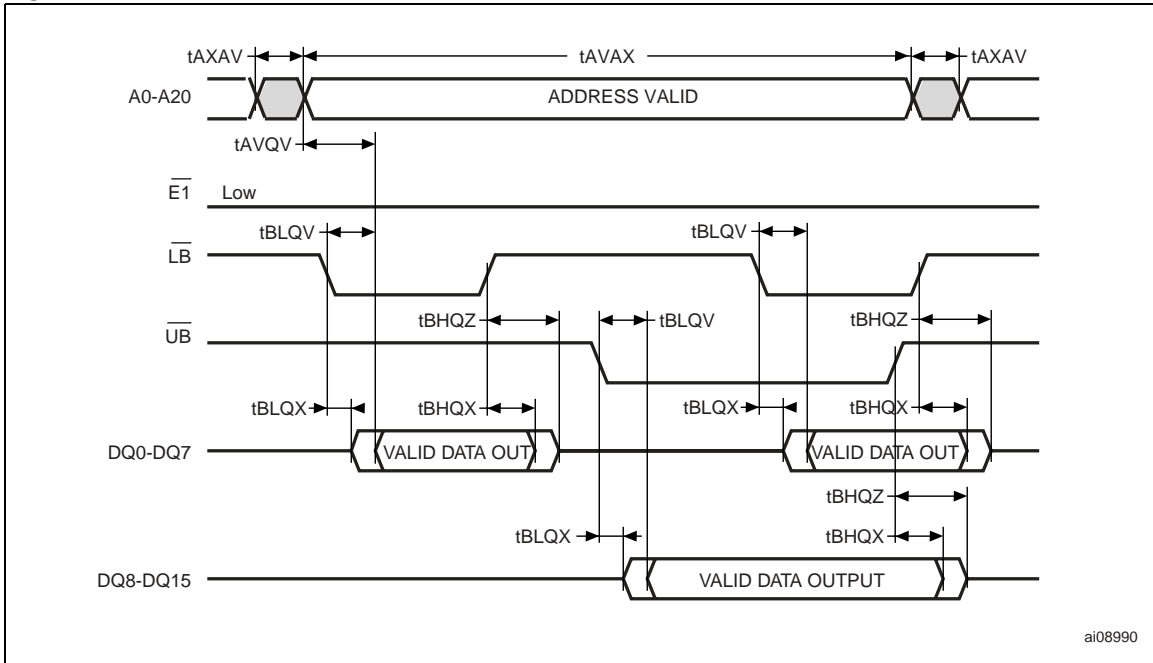 tAXAV tAVAX tAXAV
A0-A20 ADDRESS VALID
tAVQV
E1 Low
tBLQV tBLQV
LB
tBHQZ tBLQV tBHQZ
UB
tBLQX tBHQX tBLQX tBHQX
DQ0-DQ7 VALID DATA OUT VALID DATA OUT
tBHQZ
tBLQX tBHQX
DQ8-DQ15 VALID DATA OUTPUT
ai08990